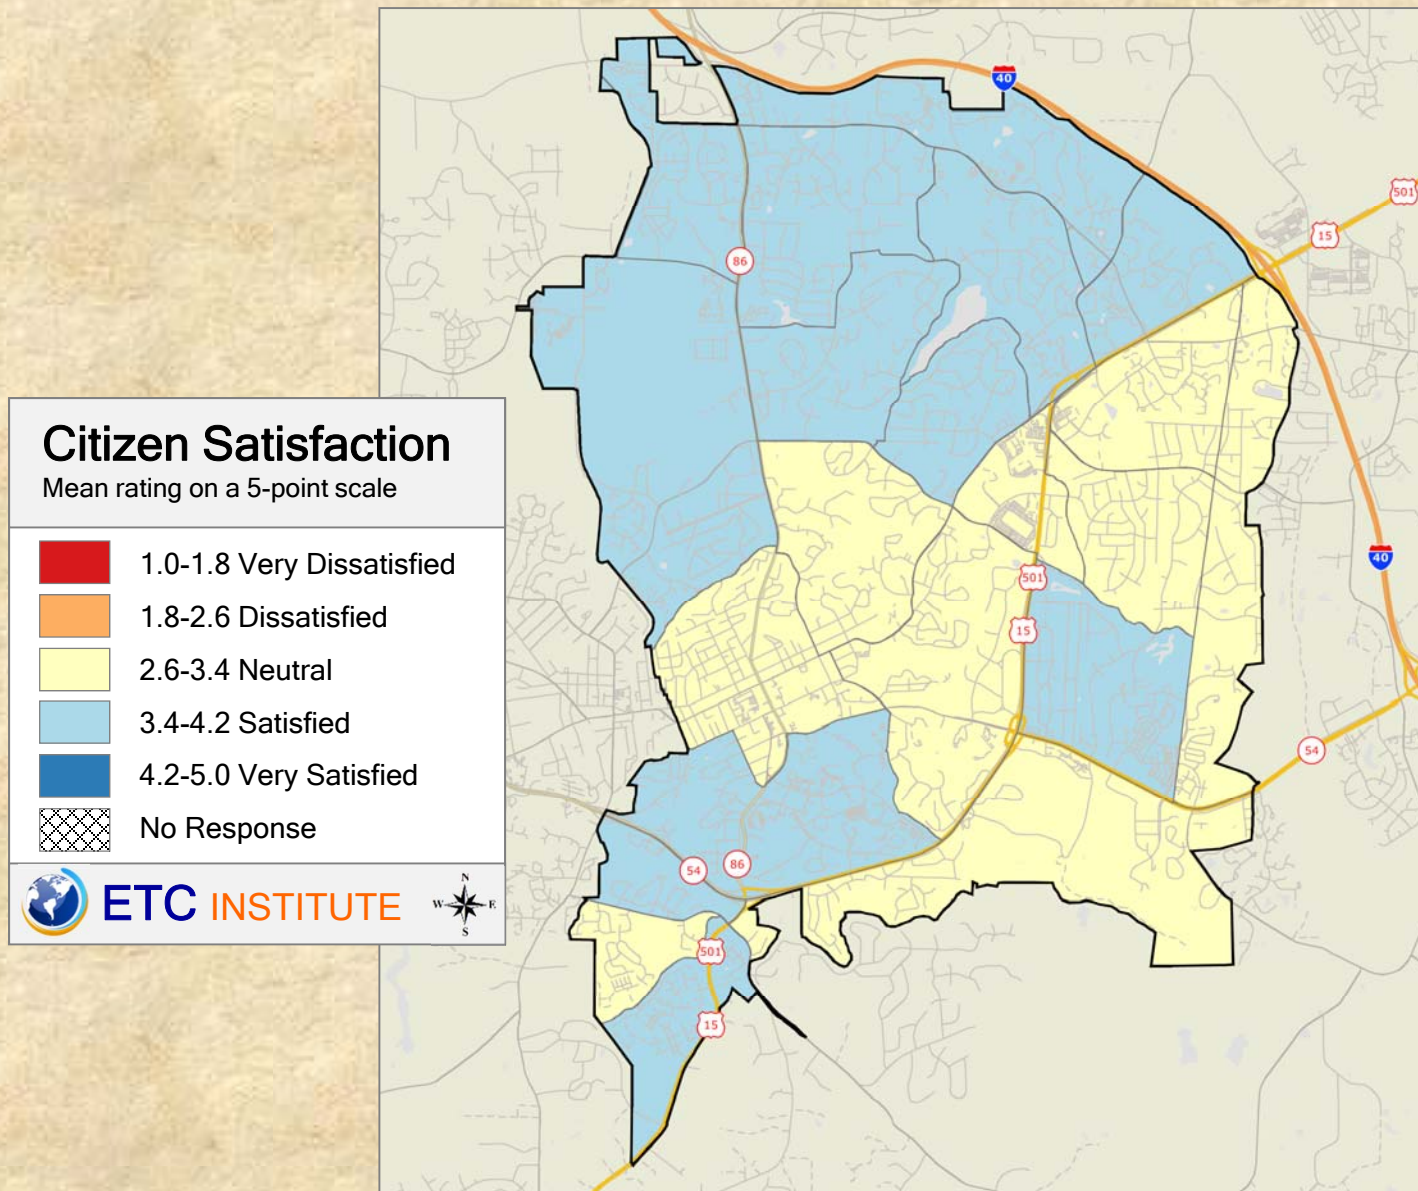 40
501
15
86
Citizen Satisfaction
Mean rating on a 5-point scale
1.0-1.8 Very Dissatisfied
1.8-2.6 Dissatisfied
2.6-3.4 Neutral
3.4-4.2 Satisfied
4.2-5.0 Very Satisfied
No Response
ETC INSTITUTE
N
W E
S
40
501
15
54
54
86
501
15